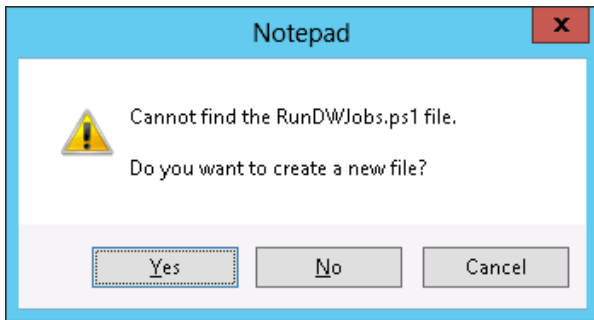 Notepad
x
Cannot find the RunDWJobs.ps1 file.
Do you want to create a new file?
Yes
No
Cancel